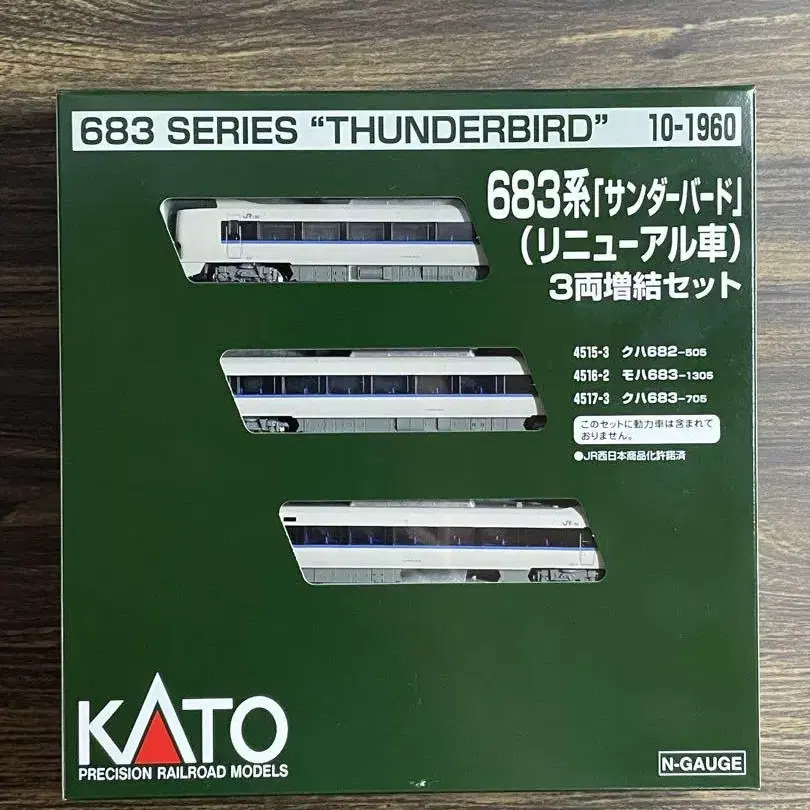 683 SERIES "THUNDERBIRD" 10-1960
683系「サンダーバード」
(リニューアル車)
3両増結セット
4515-3 クハ682-505
4516-2 モハ683-1305
4517-3 クハ683-705
このセットに動力車は含まれて
おりません。
●JR西日本商品化許諾済
KATO
PRECISION RAILROAD MODELS
N-GAUGE